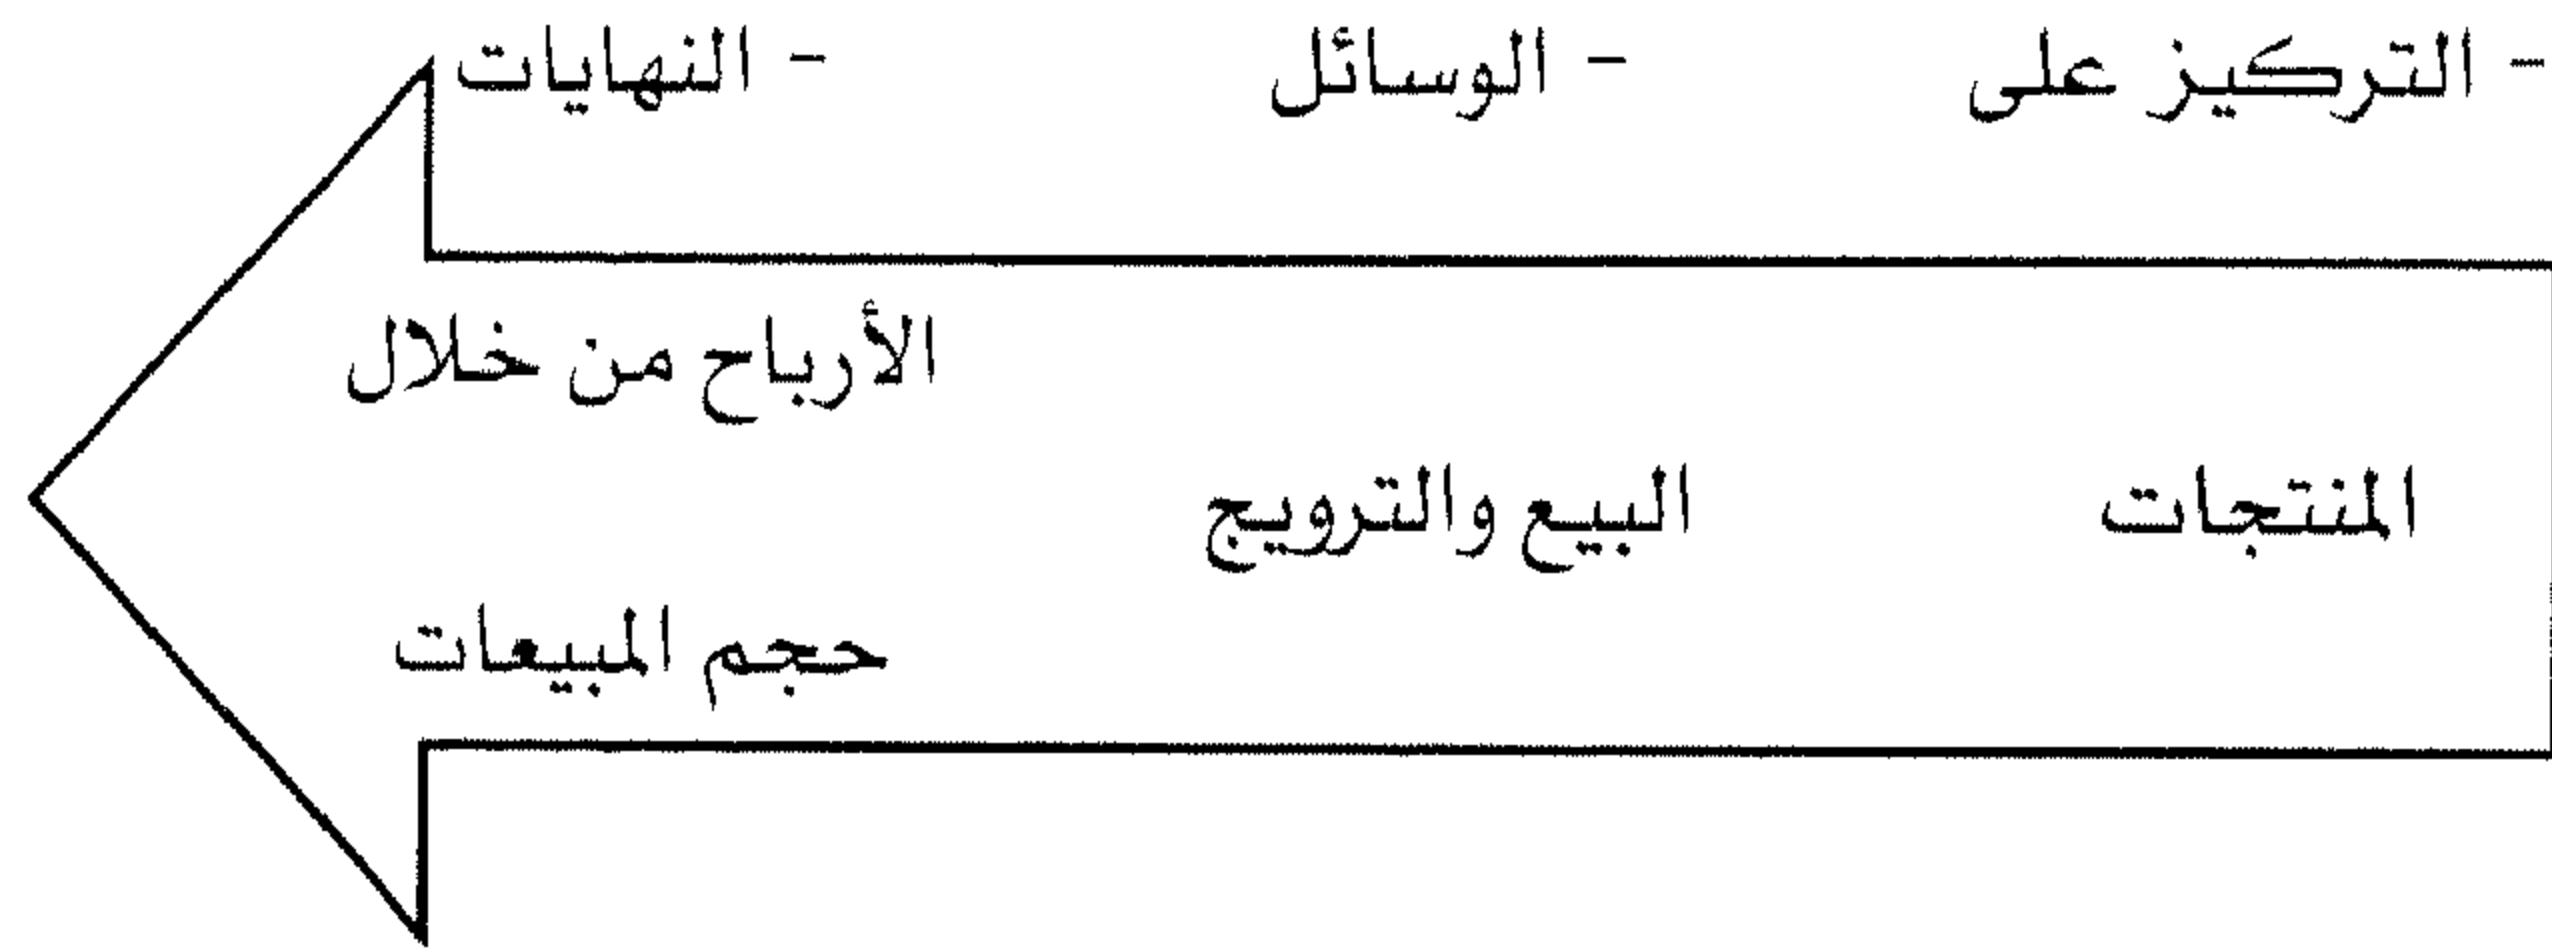 - التركيز على - الوسائل - النهايات
الأرباح من خلال
المنتجات البيع والترويج
حجم المبيعات